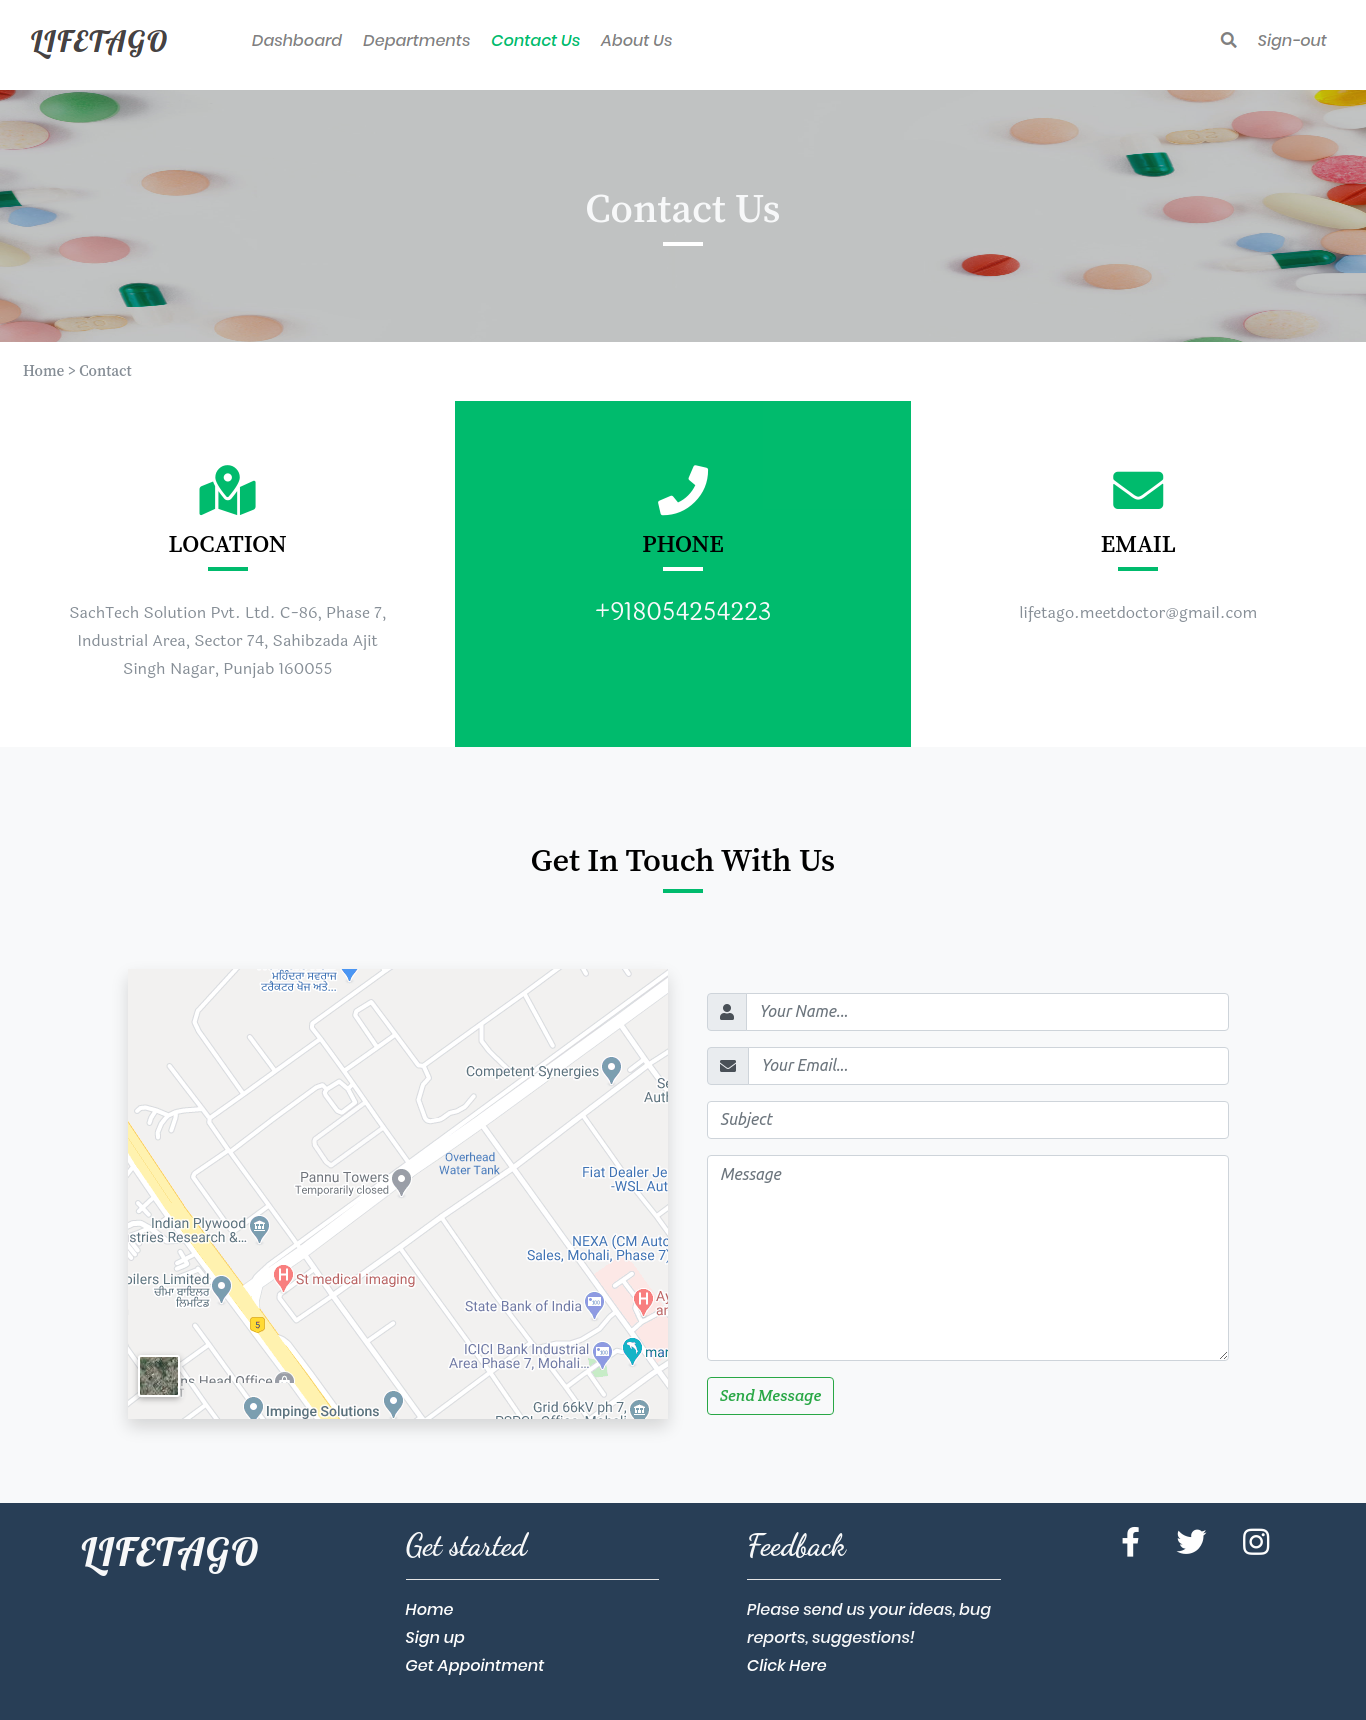 LIFETAGO
Dashboard
Departments
Contact Us
About Us
Sign-out
Contact Us
Home > Contact
LOCATION
SachTech Solution Pvt. Ltd. C-86, Phase 7,
Industrial Area, Sector 74, Sahibzada Ajit
Singh Nagar, Punjab 160055
PHONE
+918054254223
EMAIL
lifetago.meetdoctor@gmail.com
Get In Touch With Us
ਮਹਿੰਦਰਾ ਸਵਰਾਜ
ਟਰੈਕਟਰ ਖੋਜ ਅਤੇ...
Competent Synergies
Se
Auth
Overhead
Water Tank
Pannu Towers
Temporarily closed
Fiat Dealer Je
-WSL Aut
Indian Plywood
stries Research &...
NEXA (CM Auto
Sales, Mohali, Phase 7)
oilers Limited
ਚੀਮਾ ਬਾਇਲਰ
ਲਿਮਟਿਡ
St medical imaging
State Bank of India
Ay
ar
5
ICICI Bank Industrial
Area Phase 7, Mohali...
mar
ns Head Office
Impinge Solutions
Grid 66kV ph 7,
PSPCL Office, Mohali
Your Name...
Your Email...
Subject
Message
Send Message
LIFETAGO
Get started
Home
Sign up
Get Appointment
Feedback
Please send us your ideas, bug
reports, suggestions!
Click Here